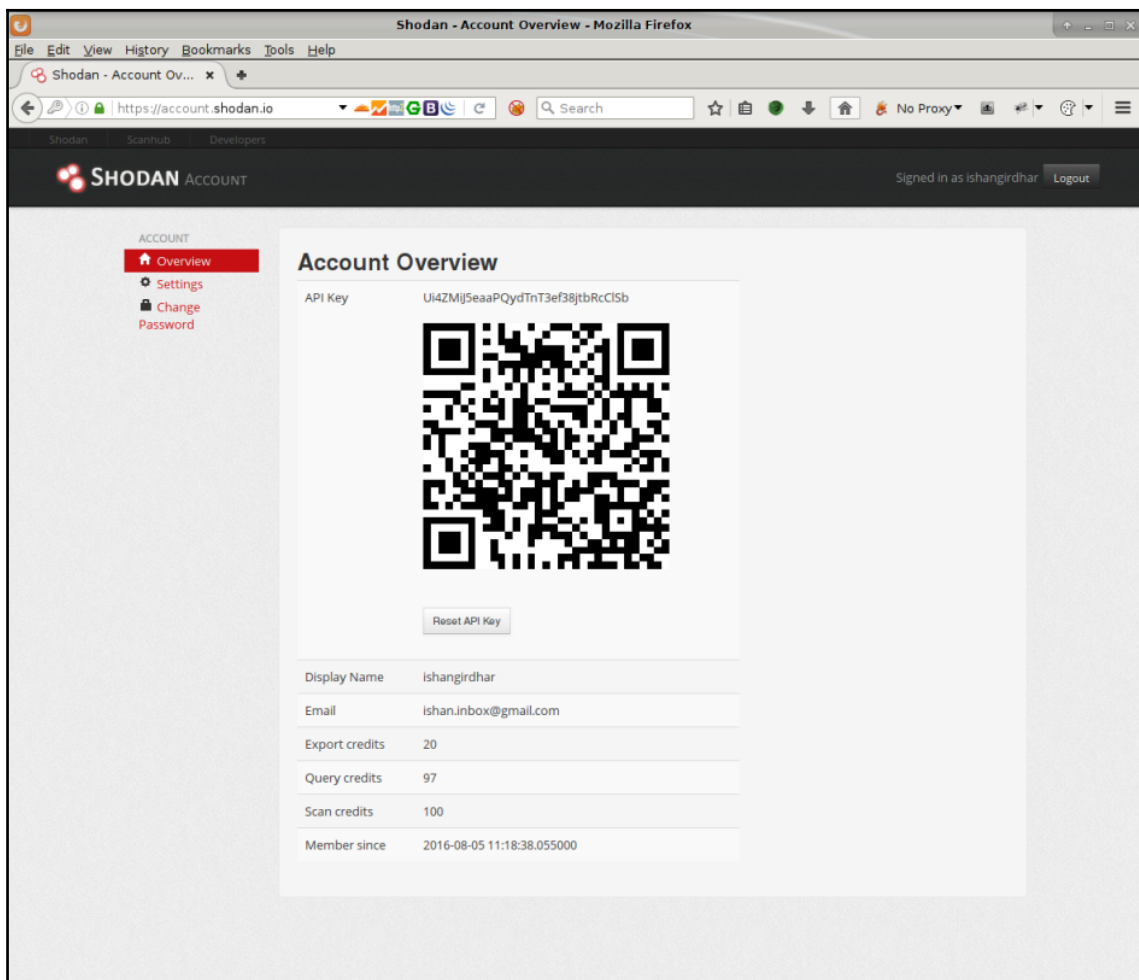 Shodan - Account Overview - Mozilla Firefox
File Edit View History Bookmarks Tools Help
Shodan - Account Ov...
https://account.shodan.io Search No Proxy
Shodan Scanhub Developers
SHODAN ACCOUNT Signed in as ishangirdhar Logout
ACCOUNT
Overview
Settings
Change
Password
Account Overview
API Key
Reset API Key
Display Name ishangirdhar
Email ishan.inbox@gmail.com
Export credits 20
Query credits 97
Scan credits 100
Member since 2016-08-05 11:18:38.055000